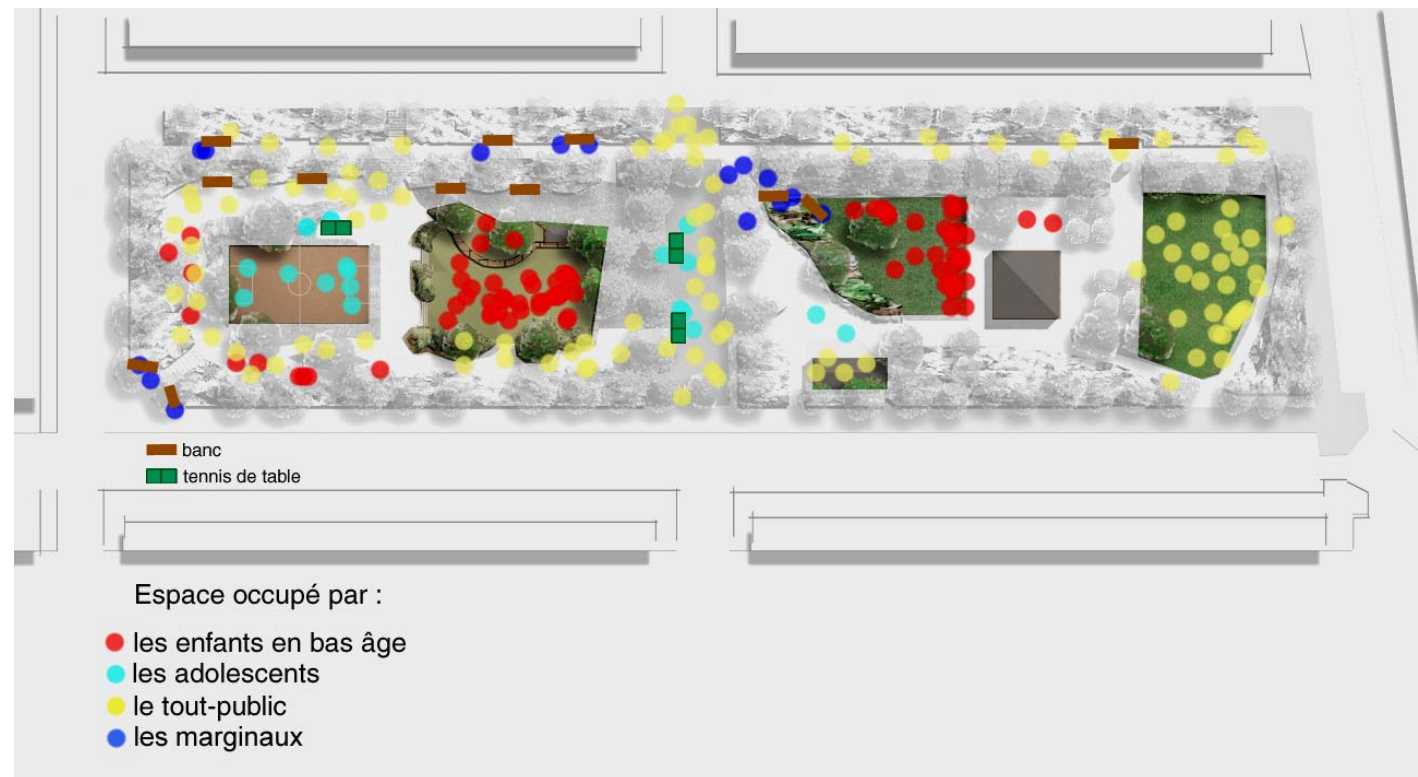 banc
tennis de table
Espace occupé par :
les enfants en bas âge
les adolescents
le tout-public
les marginaux